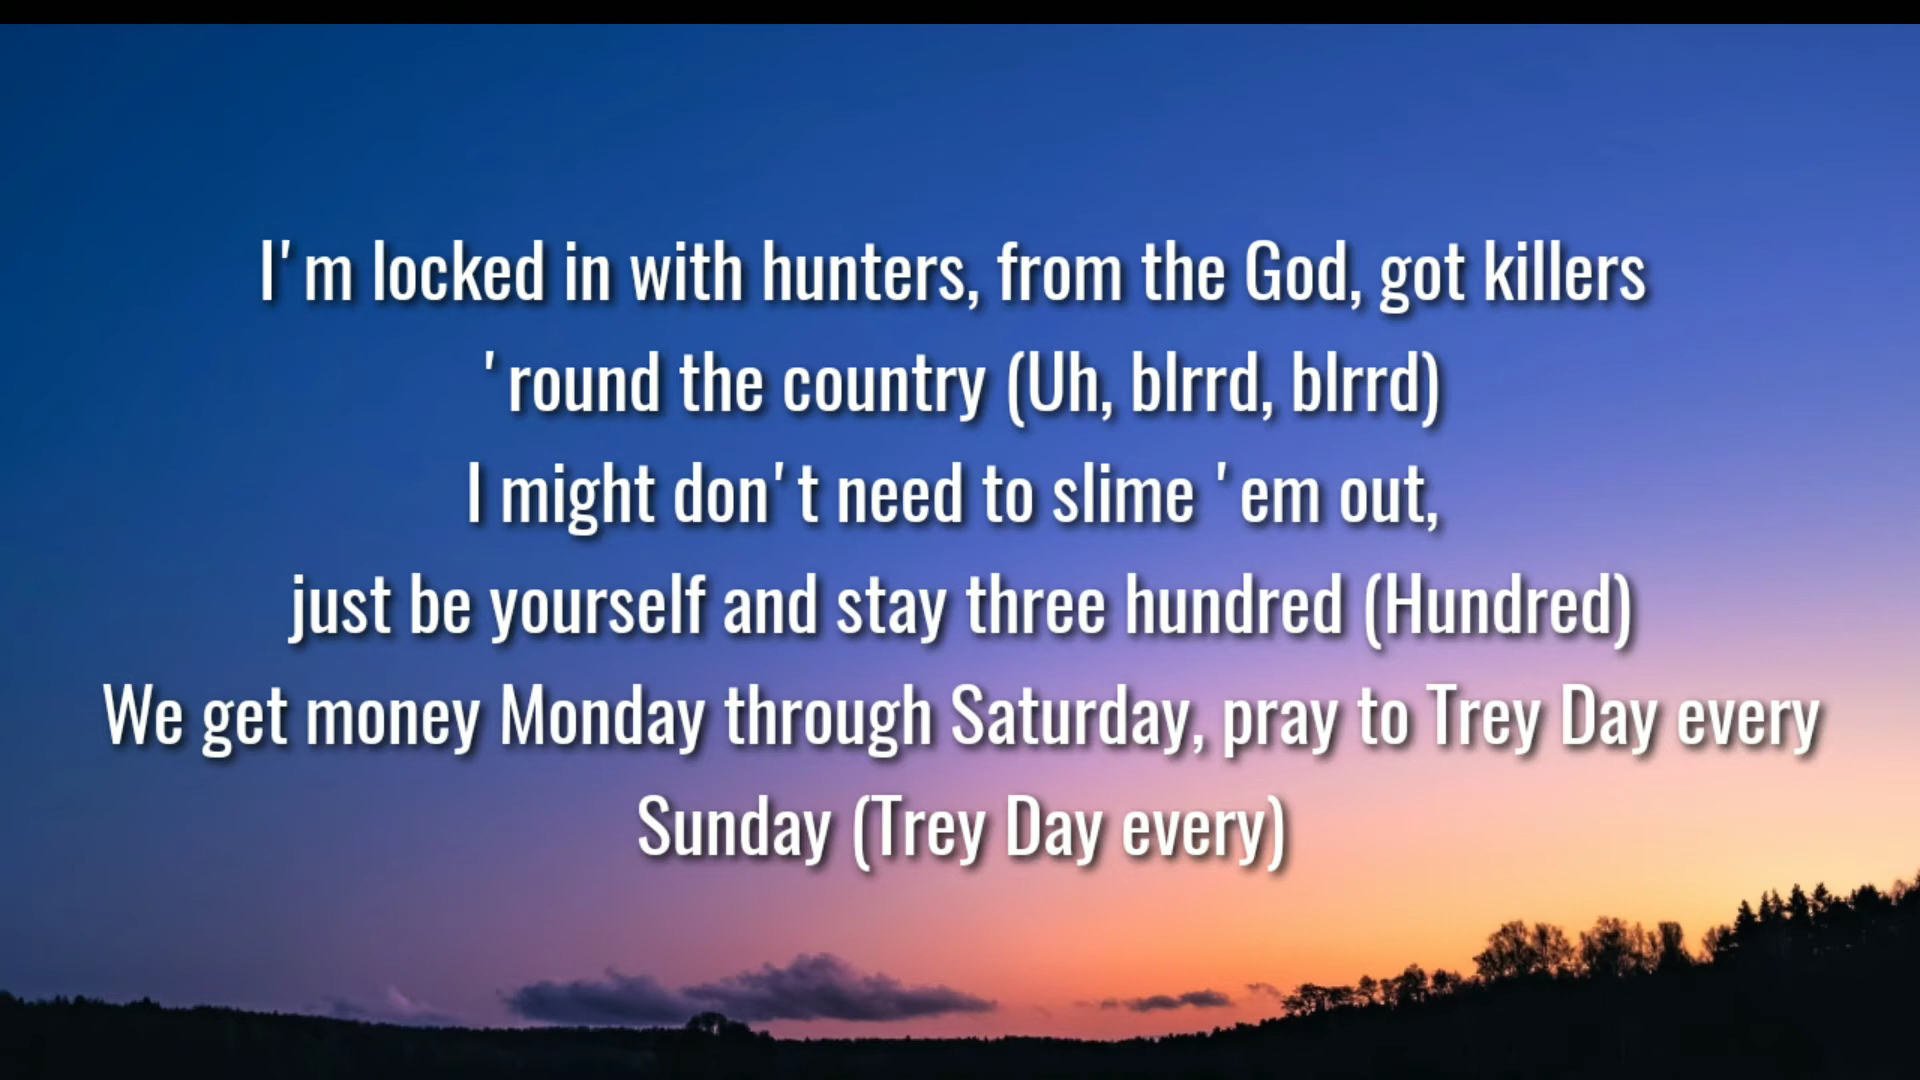 I'm locked in with hunters, from the God, got killers
'round the country (Uh, blrrd, blrrd)
I might don't need to slime 'em out,
just be yourself and stay three hundred (Hundred)
We get money Monday through Saturday, pray to Trey Day every
Sunday (Trey Day every)